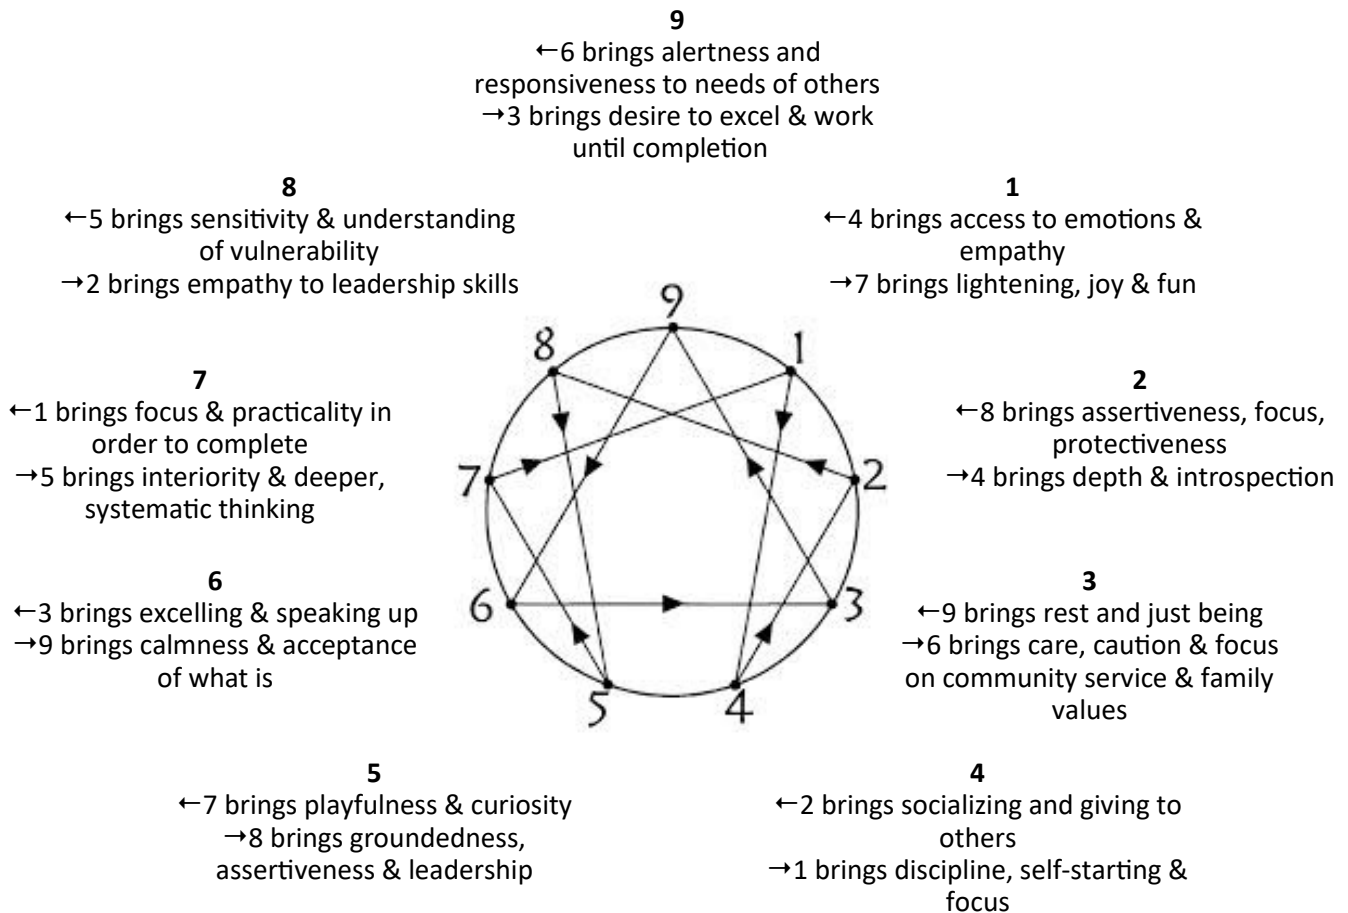 9
←6 brings alertness and
responsiveness to needs of others
→3 brings desire to excel & work
until completion
8
←5 brings sensitivity & understanding
of vulnerability
→2 brings empathy to leadership skills
1
←4 brings access to emotions &
empathy
→7 brings lightening, joy & fun
7
←1 brings focus & practicality in
order to complete
→5 brings interiority & deeper,
systematic thinking
2
←8 brings assertiveness, focus,
protectiveness
→4 brings depth & introspection
6
←3 brings excelling & speaking up
→9 brings calmness & acceptance
of what is
3
←9 brings rest and just being
→6 brings care, caution & focus
on community service & family
values
5
←7 brings playfulness & curiosity
→8 brings groundedness,
assertiveness & leadership
4
←2 brings socializing and giving to
others
→1 brings discipline, self-starting &
focus
9
8
1
7
2
6
3
5
4